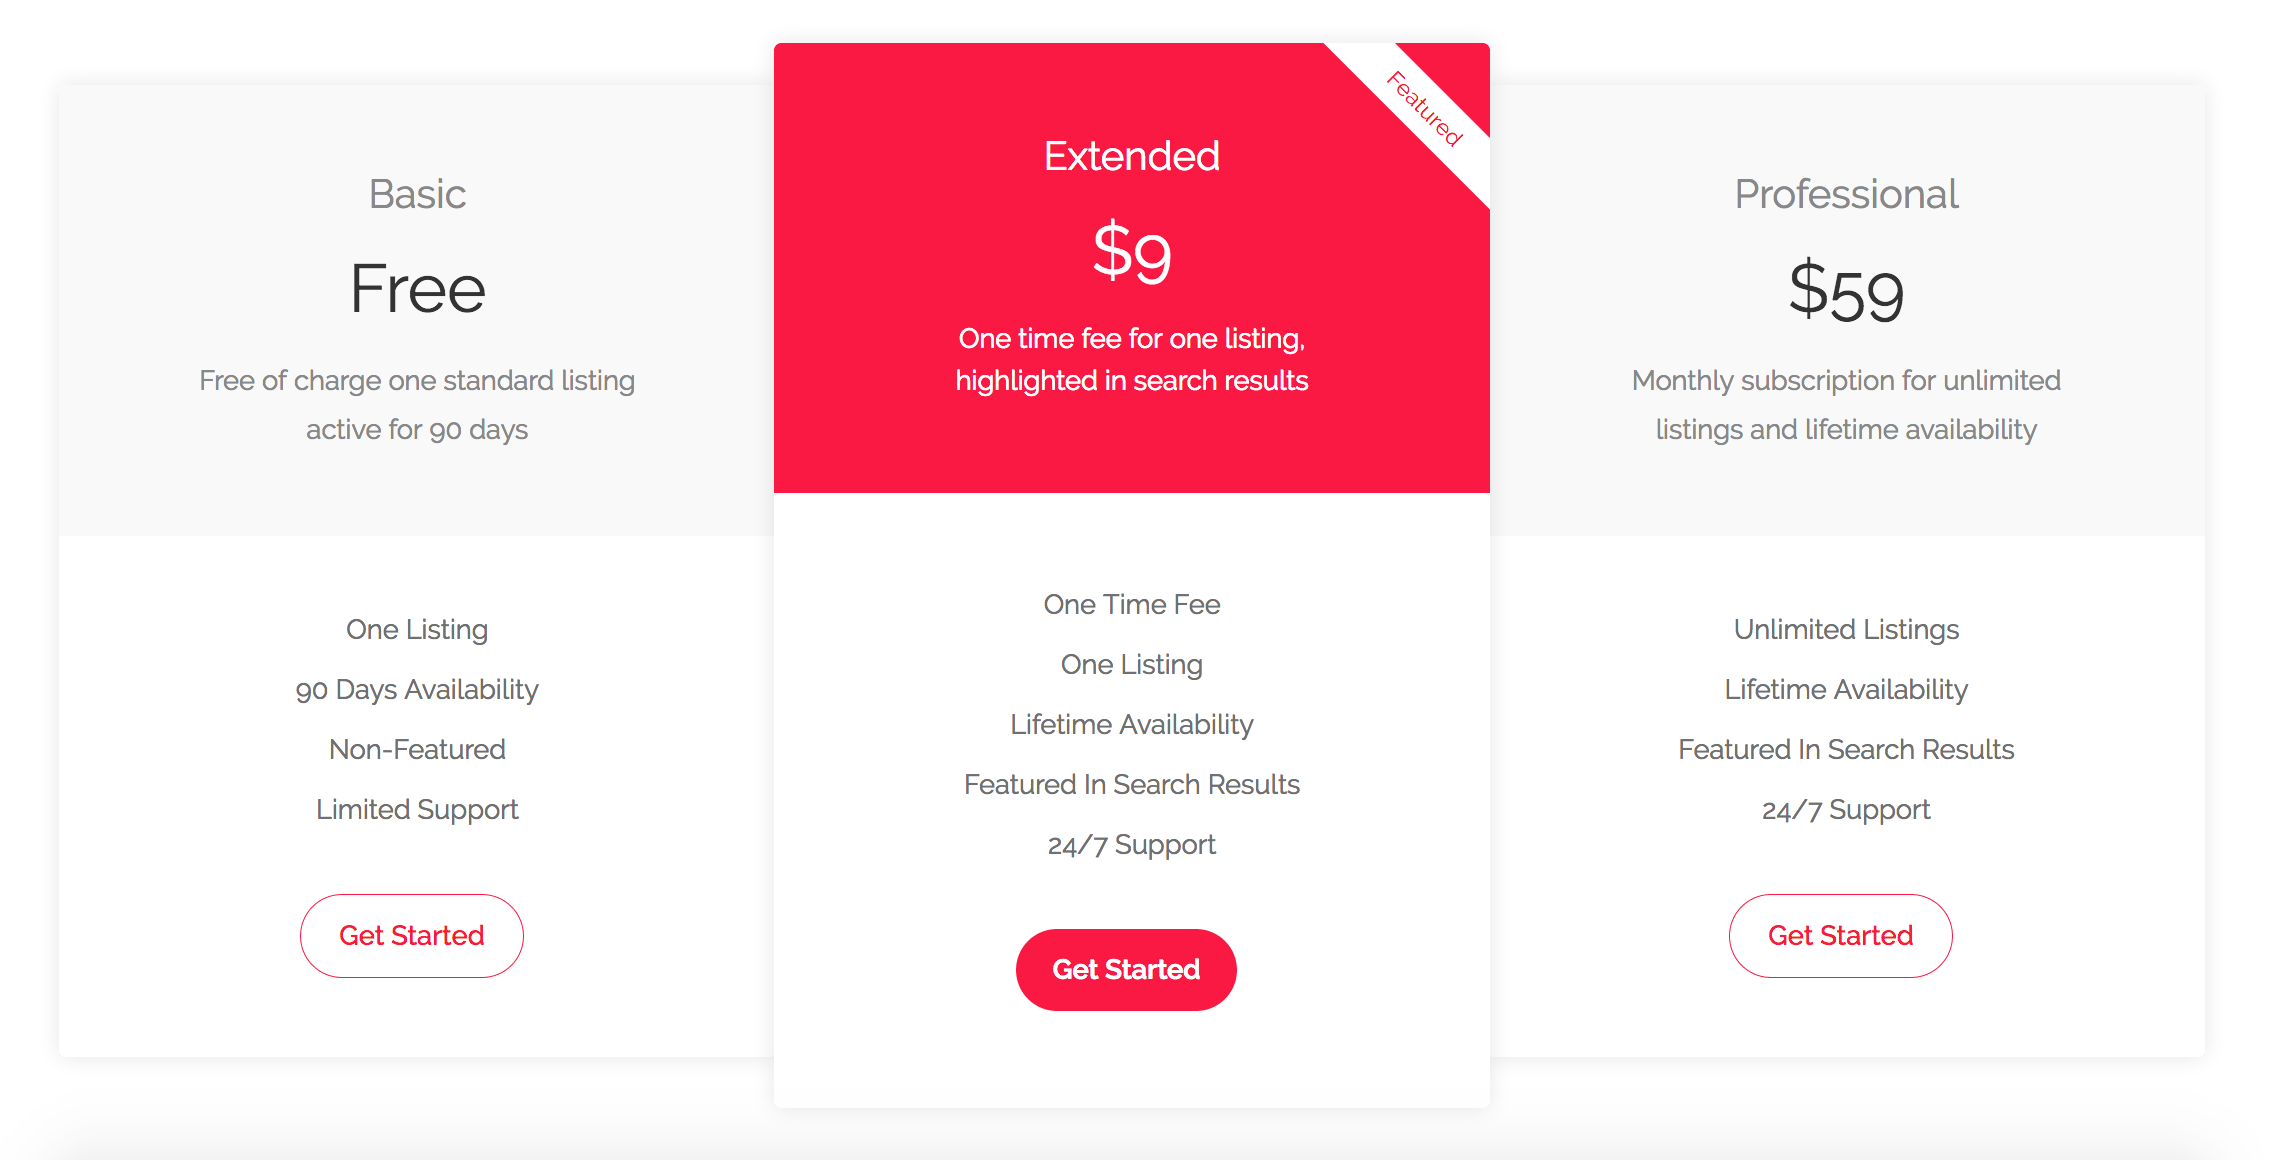 Basic
Free
Free of charge one standard listing
active for 90 days
One Listing
90 Days Availability
Non-Featured
Limited Support
Get Started
Featured
Extended
$9
One time fee for one listing,
highlighted in search results
One Time Fee
One Listing
Lifetime Availability
Featured In Search Results
24/7 Support
Get Started
Professional
$59
Monthly subscription for unlimited
listings and lifetime availability
Unlimited Listings
Lifetime Availability
Featured In Search Results
24/7 Support
Get Started